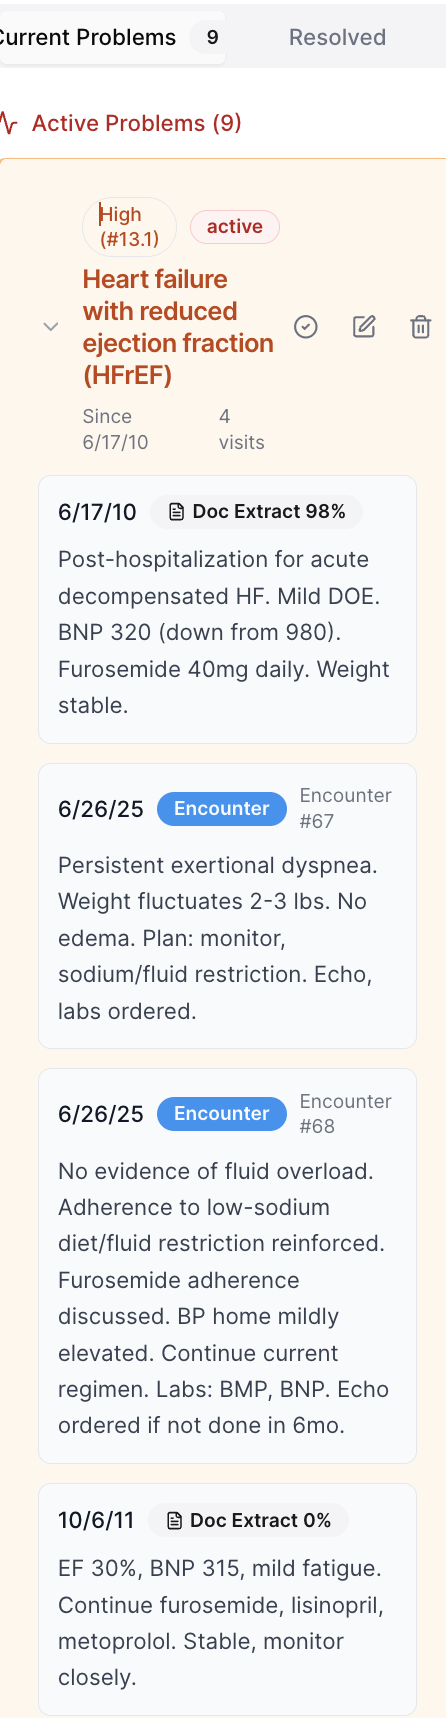 Current Problems 9 Resolved
Active Problems (9)
High
(#13.1)
active
Heart failure
with reduced
ejection fraction
(HFrEF)
Since
6/17/10
4
visits
6/17/10 Doc Extract 98%
Post-hospitalization for acute
decompensated HF. Mild DOE.
BNP 320 (down from 980).
Furosemide 40mg daily. Weight
stable.
6/26/25 Encounter Encounter
#67
Persistent exertional dyspnea.
Weight fluctuates 2-3 lbs. No
edema. Plan: monitor,
sodium/fluid restriction. Echo,
labs ordered.
6/26/25 Encounter Encounter
#68
No evidence of fluid overload.
Adherence to low-sodium
diet/fluid restriction reinforced.
Furosemide adherence
discussed. BP home mildly
elevated. Continue current
regimen. Labs: BMP, BNP. Echo
ordered if not done in 6mo.
10/6/11 Doc Extract 0%
EF 30%, BNP 315, mild fatigue.
Continue furosemide, lisinopril,
metoprolol. Stable, monitor
closely.